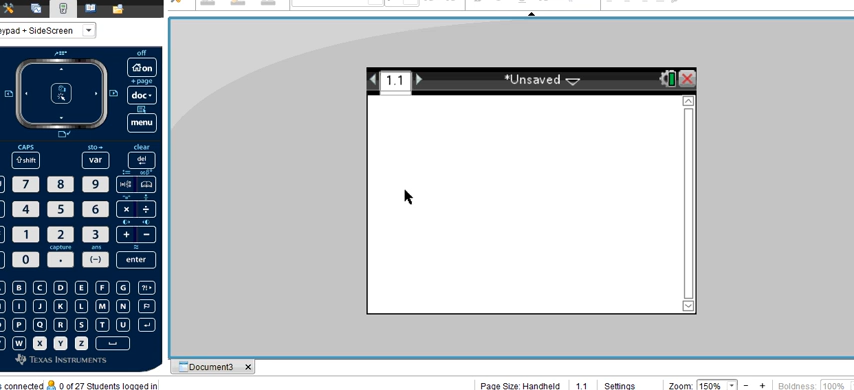 eypad + SideScreen
off
on
+ page
doc
menu
CAPS
sto→
clear
shift
var
del
7 8 9
4 5 6 × ÷
1 2 3 + −
capture ans
0 . (−) enter
B C D E F G ?!
I J K L M N
P Q R S T U
W X Y Z
TEXAS INSTRUMENTS
1.1 *Unsaved
Document3
s connected 0 of 27 Students logged in
Page Size: Handheld 1.1 Settings Zoom: 150% − + Boldness: 100%